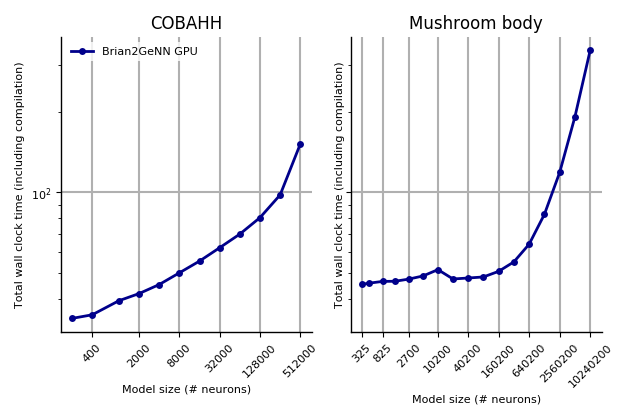 COBAHH
Brian2GeNN GPU
Total wall clock time (including compilation)
10²
400 2000 8000 32000 128000 512000
Model size (# neurons)
Mushroom body
Total wall clock time (including compilation)
325 825 2700 10200 40200 160200 640200 2560200 10240200
Model size (# neurons)